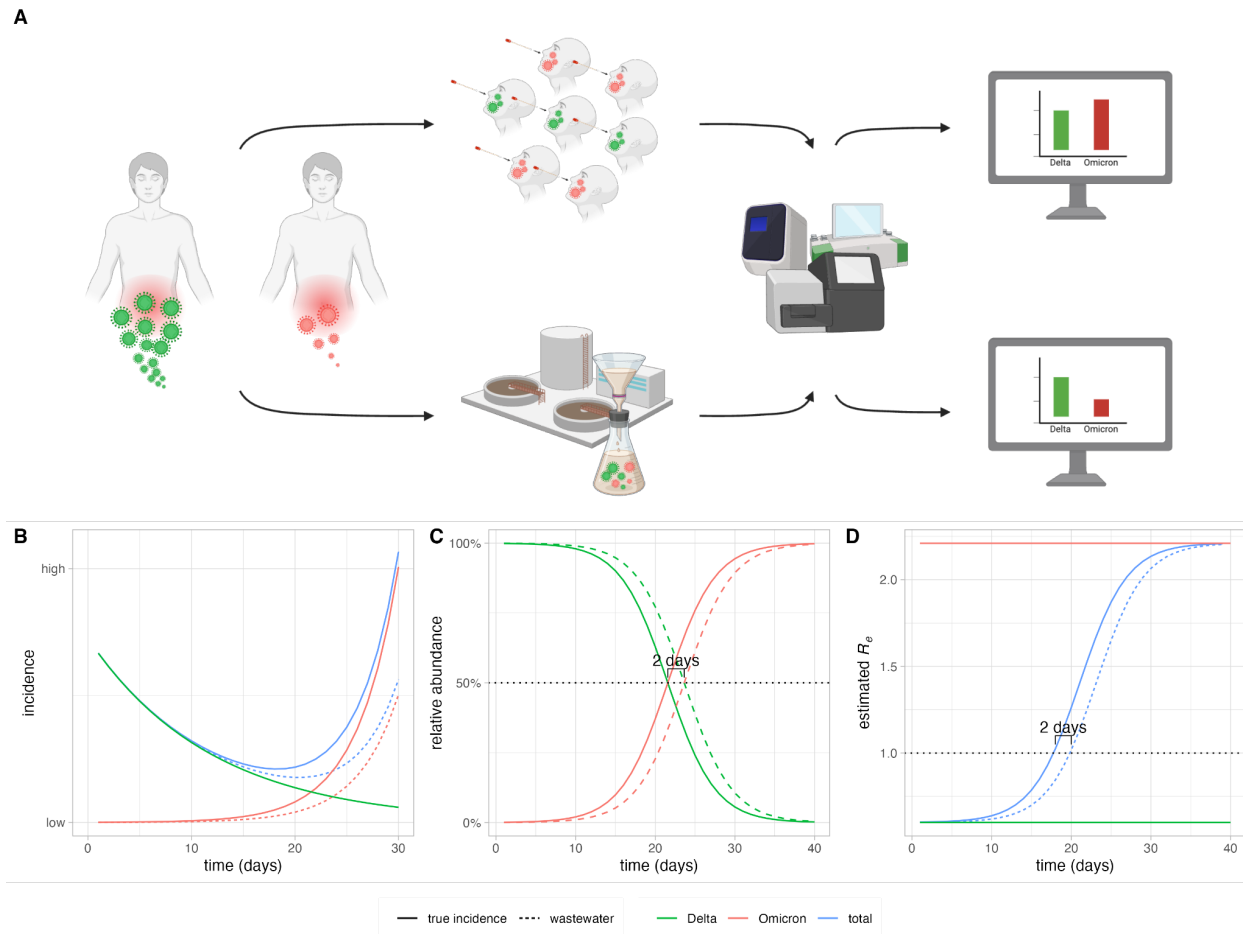 A
Delta Omicron
Delta Omicron
B
high
low
incidence
0 10 20 30
time (days)
C
100%
50%
0%
relative abundance
2 days
0 10 20 30 40
time (days)
D
2.0
1.5
1.0
estimated Re
2 days
0 10 20 30 40
time (days)
true incidence wastewater Delta Omicron total